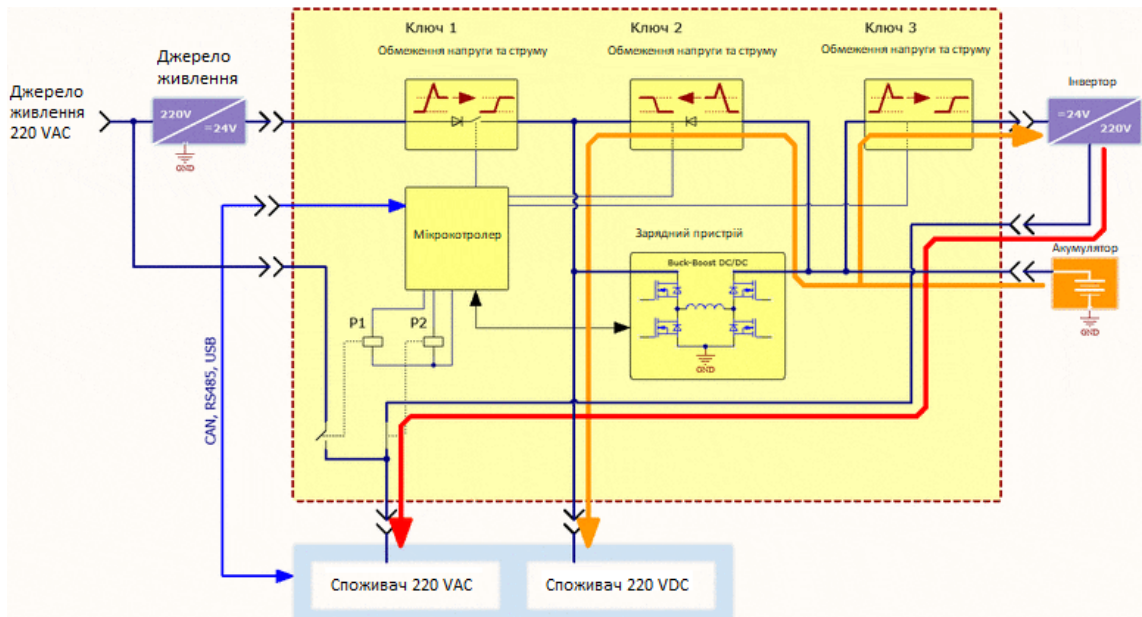 Ключ 1
Обмеження напруги та струму
Ключ 2
Обмеження напруги та струму
Ключ 3
Обмеження напруги та струму
Джерело
живлення
Джерело
живлення
220 VAC
220V
=24V
GND
Інвертор
=24V
220V
Мікрокотролер
Зарядний пристрій
Buck-Boost DC/DC
GND
Акумулятор
GND
P1
P2
CAN, RS485, USB
Споживач 220 VAC
Споживач 220 VDC